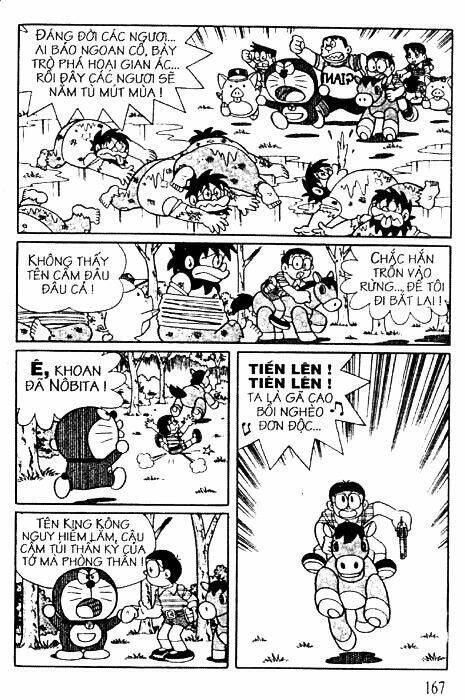 ĐÁNG ĐỜI CÁC NGƯƠI...
AI BẢO NGOAN CỐ, BÀY
TRÒ PHÁ HOẠI GIAN ÁC...
RỒI ĐÂY CÁC NGƯƠI SẼ
NẰM TÙ MÚT MÙA !
KHÔNG THẤY
TÊN CẦM ĐẦU
ĐÂU CẢ !
CHẮC HẲN
TRỐN VÀO
RỪNG... ĐỂ TÔI
ĐI BẮT LẠI !
Ê, KHOAN
ĐÃ NÔBITA !
TIẾN LÊN !
TIẾN LÊN !
TA LÀ GÃ CAO
BỒI NGHÈO
ĐƠN ĐỘC...
TÊN KING KÔNG
NGUY HIỂM LẮM, CẬU
CẦM TÚI THẦN KỲ CỦA
TỚ MÀ PHÒNG THÂN !
167